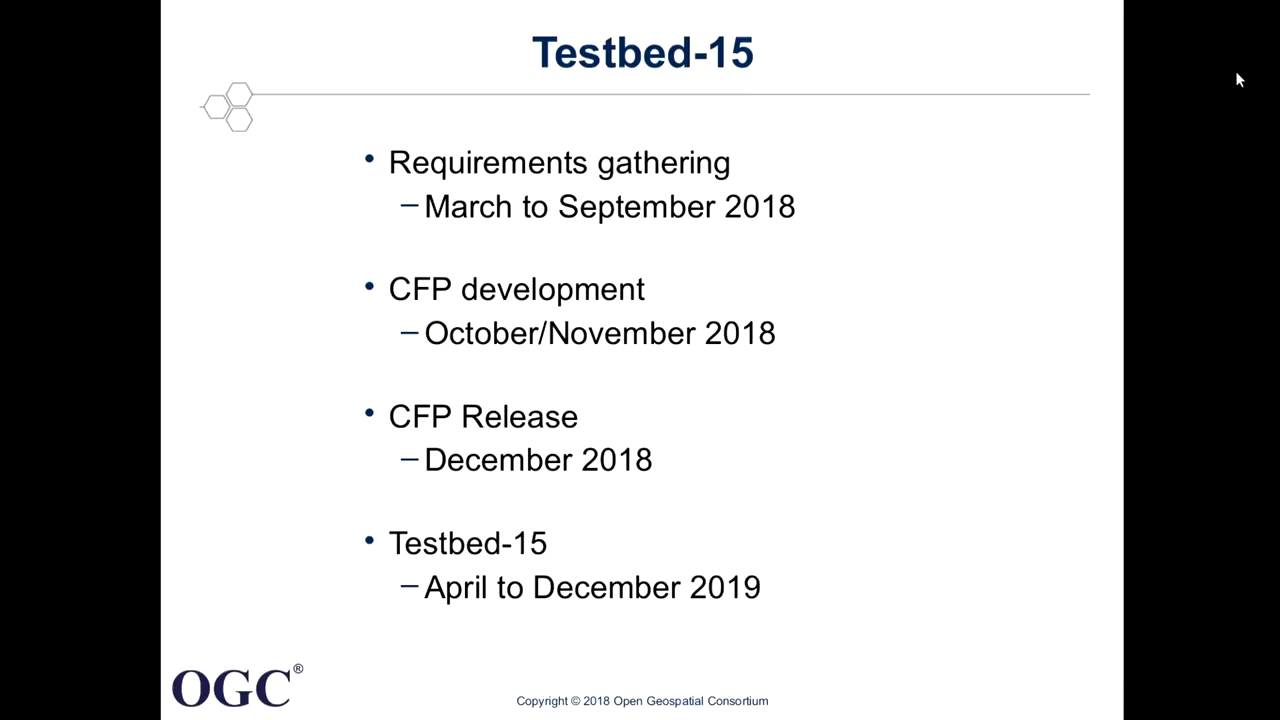 Testbed-15
• Requirements gathering
– March to September 2018
• CFP development
– October/November 2018
• CFP Release
– December 2018
• Testbed-15
– April to December 2019
OGC®
Copyright © 2018 Open Geospatial Consortium